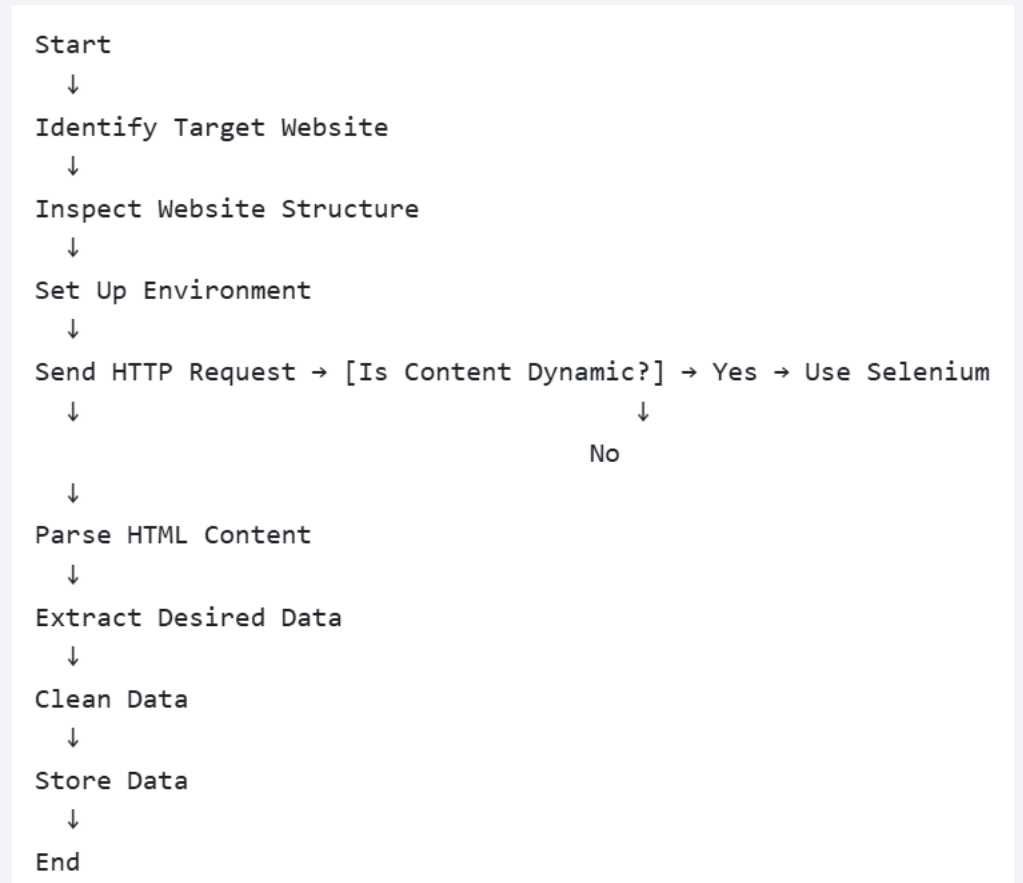 Start
↓
Identify Target Website
↓
Inspect Website Structure
↓
Set Up Environment
↓
Send HTTP Request → [Is Content Dynamic?] → Yes → Use Selenium
↓ ↓
No
↓
Parse HTML Content
↓
Extract Desired Data
↓
Clean Data
↓
Store Data
↓
End